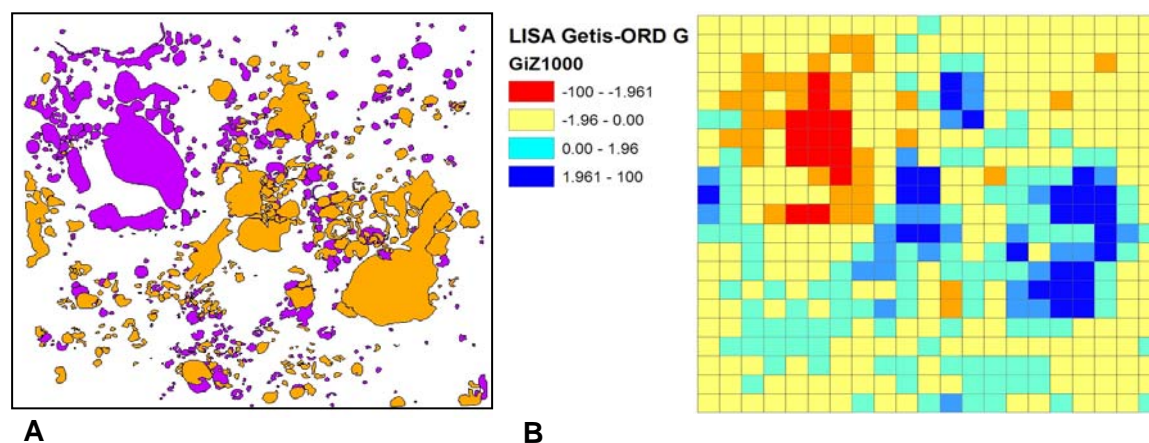 LISA Getis-ORD G
GiZ1000
-100 - -1.961
-1.96 - 0.00
0.00 - 1.96
1.961 - 100
A
B